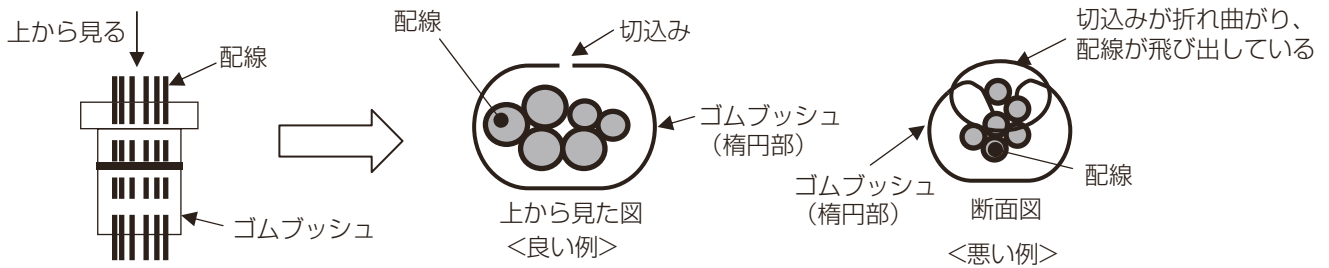 上から見る
配線
ゴムブッシュ
配線
切込み
ゴムブッシュ
（楕円部）
上から見た図
＜良い例＞
切込みが折れ曲がり、
配線が飛び出している
ゴムブッシュ
（楕円部）
配線
断面図
＜悪い例＞